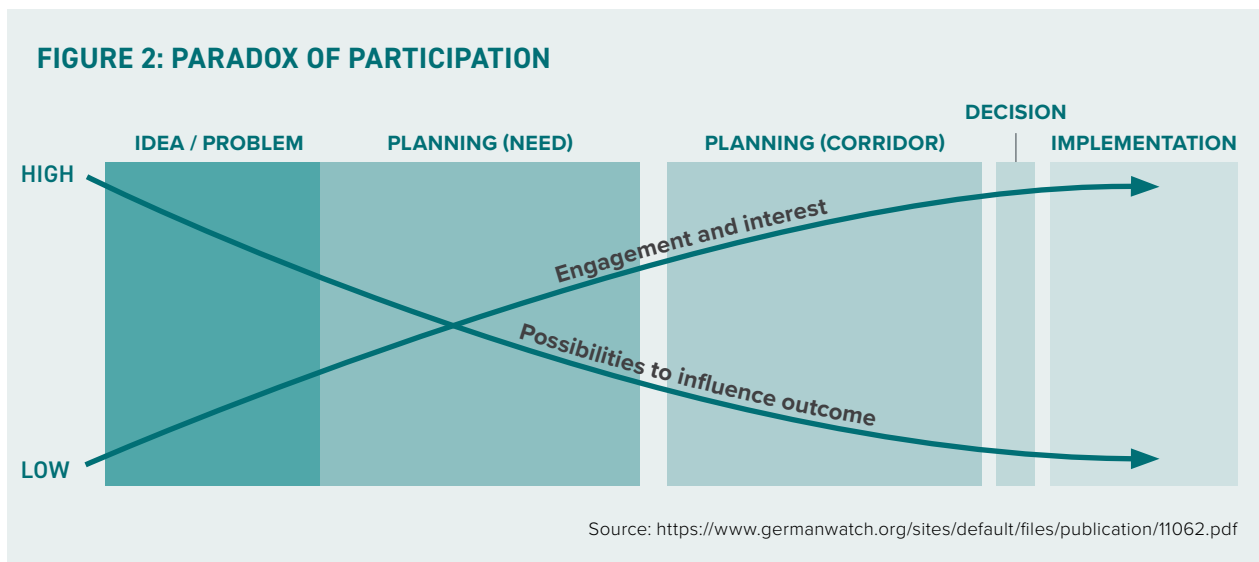 FIGURE 2: PARADOX OF PARTICIPATION
DECISION
IDEA / PROBLEM
PLANNING (NEED)
PLANNING (CORRIDOR)
IMPLEMENTATION
HIGH
Engagement and interest
Possibilities to influence outcome
LOW
Source: https://www.germanwatch.org/sites/default/files/publication/11062.pdf